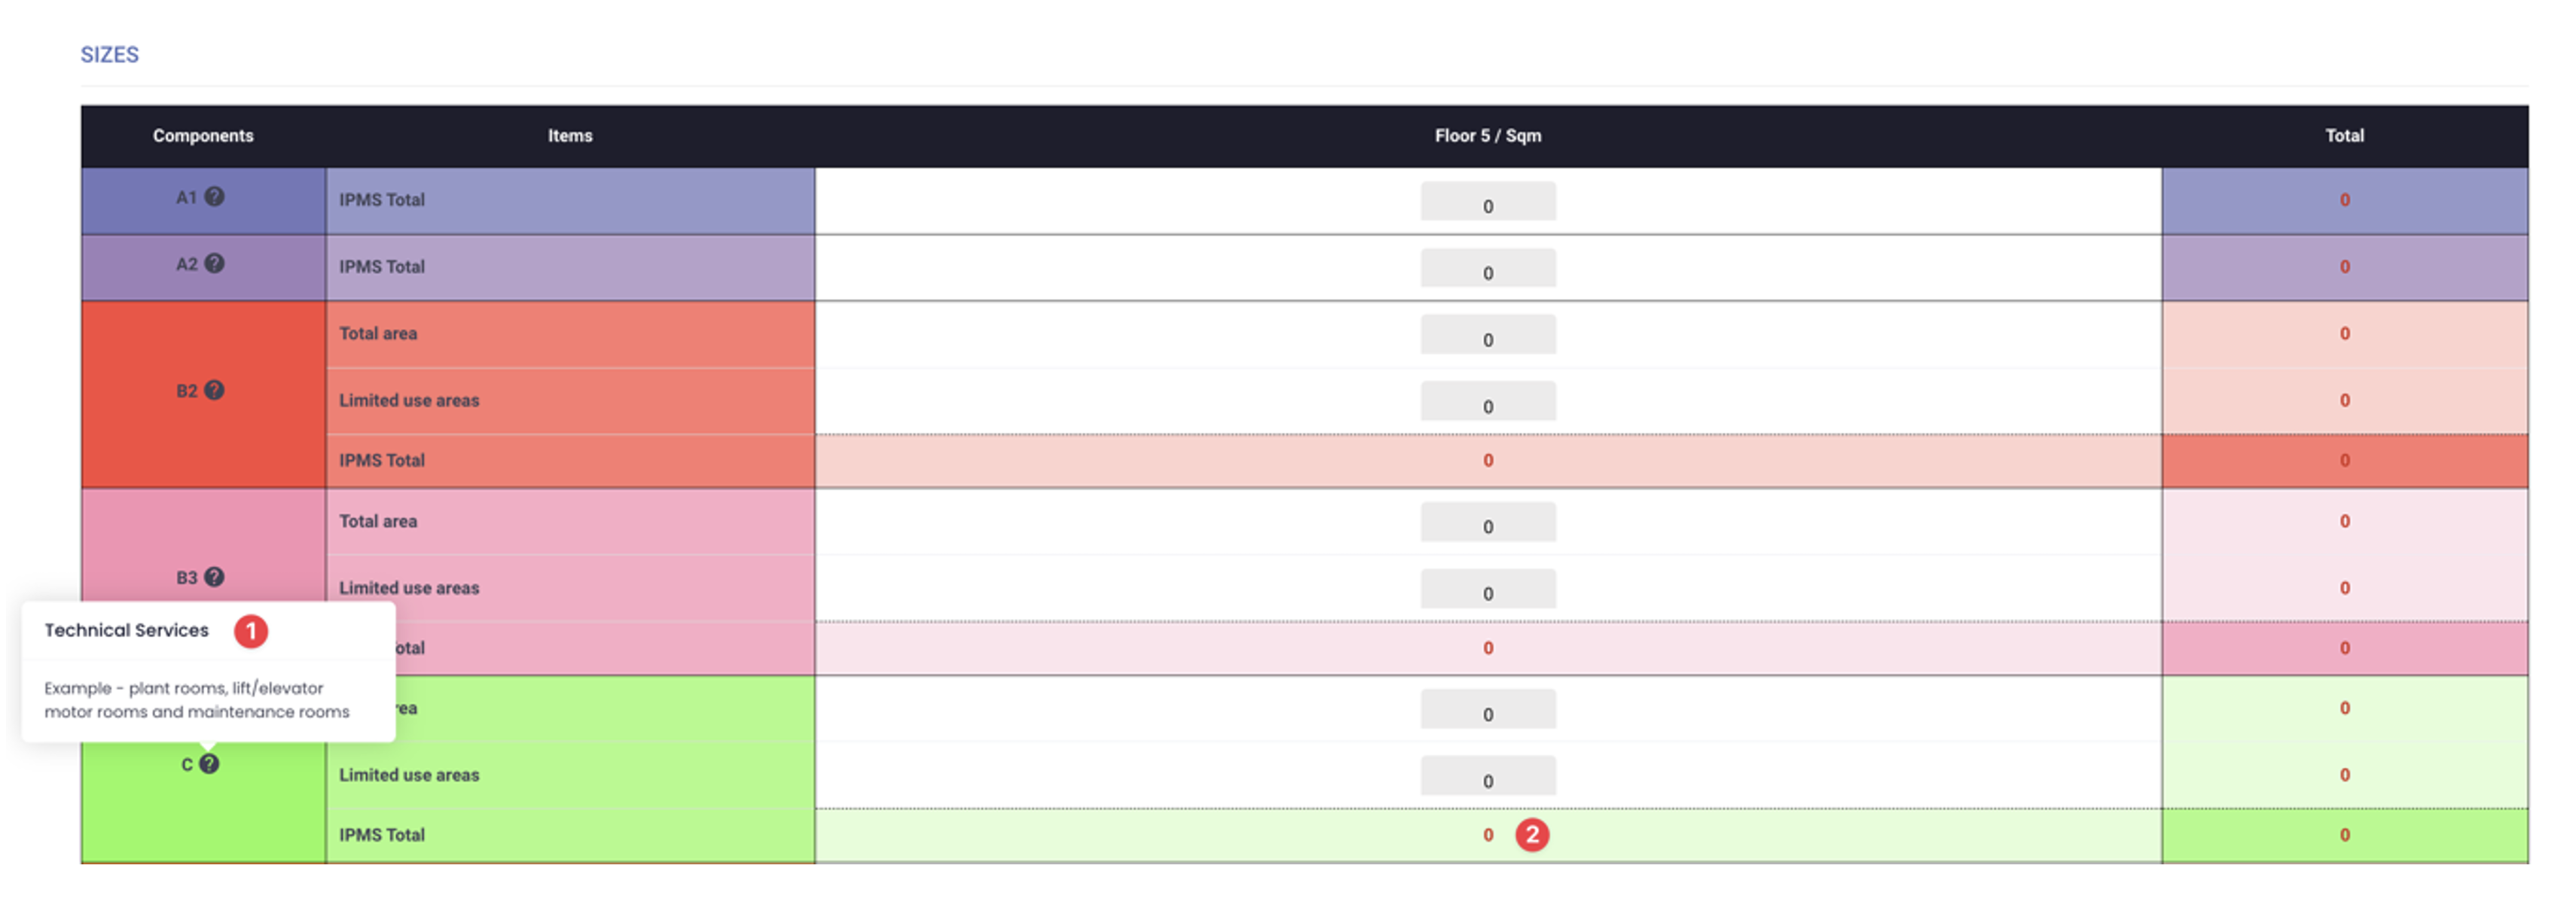 SIZES
Components Items Floor 5 / Sqm Total
A1 ? IPMS Total 0 0
A2 ? IPMS Total 0 0
Total area 0 0
B2 ? Limited use areas 0 0
IPMS Total 0 0
Total area 0 0
B3 ? Limited use areas 0 0
Technical Services 1
otal 0 0
Example - plant rooms, lift/elevator
motor rooms and maintenance rooms
rea 0 0
C ? Limited use areas 0 0
IPMS Total 0 2 0